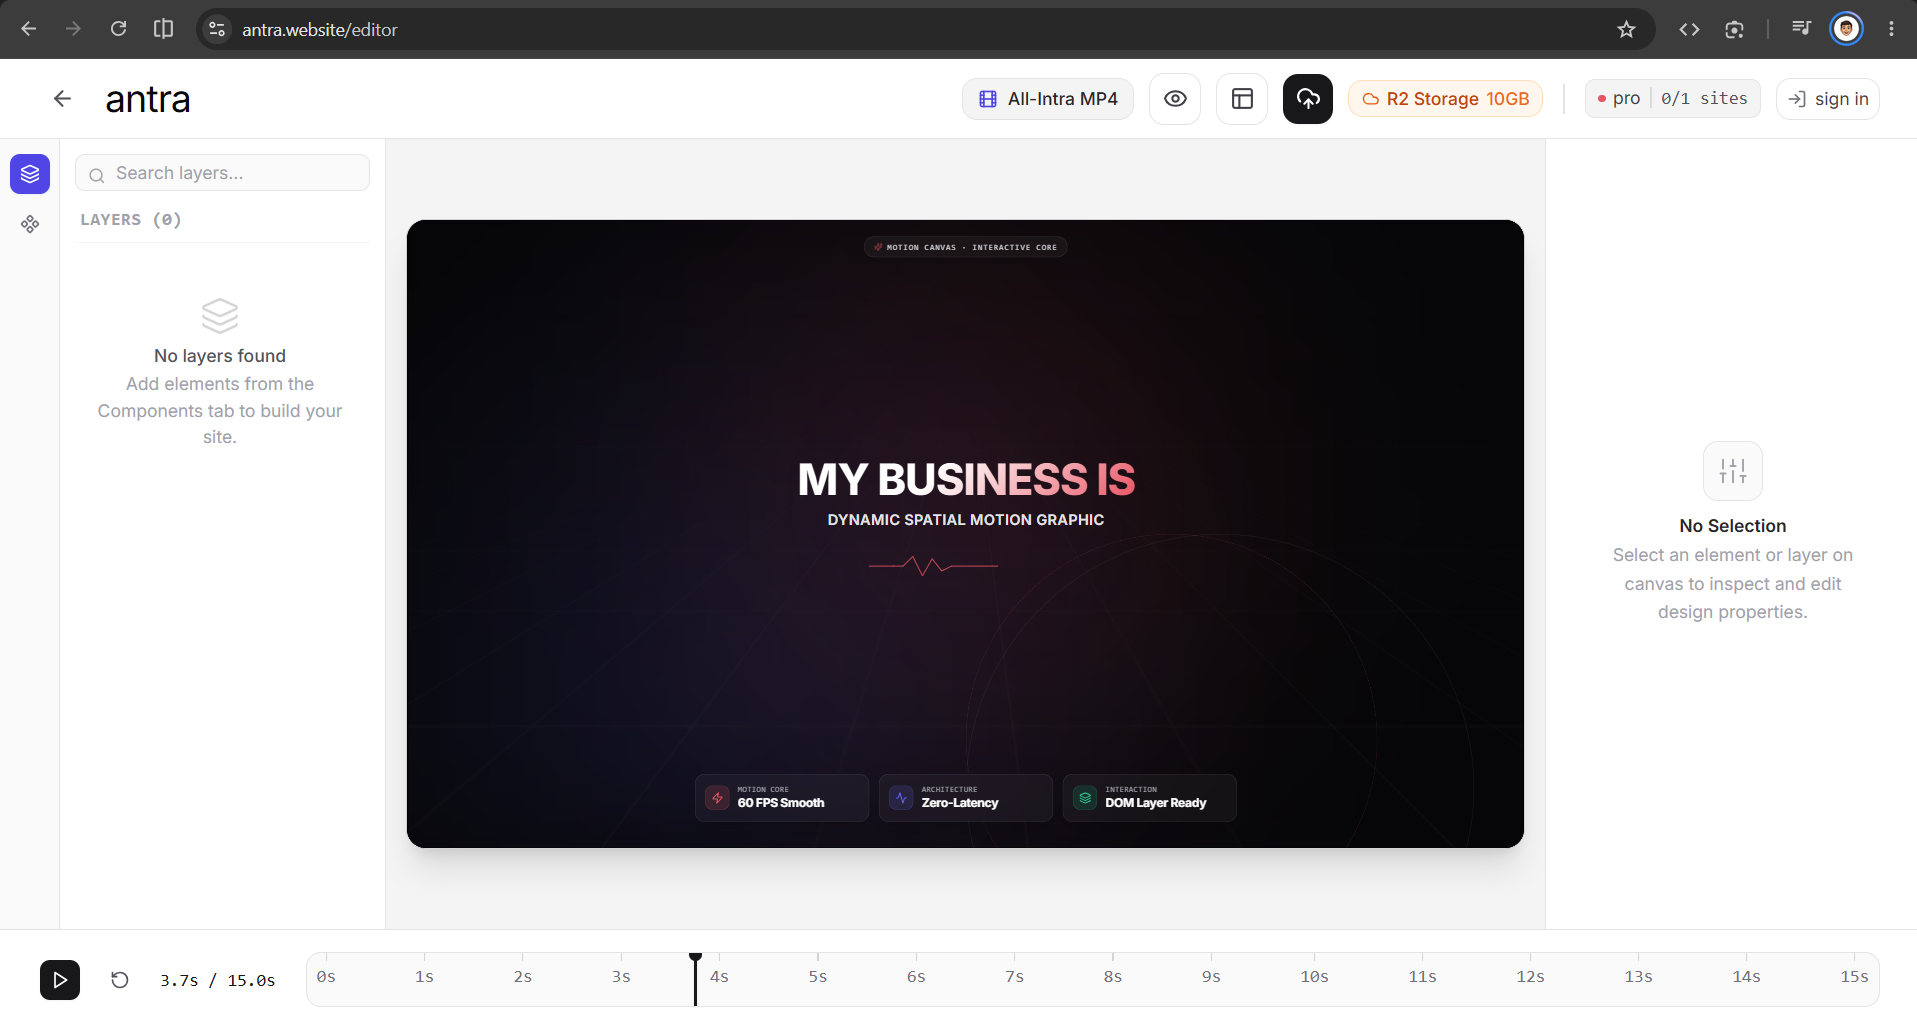 antra.website/editor
antra
All-Intra MP4
R2 Storage 10GB
pro
0/1 sites
sign in
Search layers...
LAYERS (0)
No layers found
Add elements from the
Components tab to build your
site.
MOTION CANVAS · INTERACTIVE CORE
MY BUSINESS IS
DYNAMIC SPATIAL MOTION GRAPHIC
MOTION CORE
60 FPS Smooth
ARCHITECTURE
Zero-Latency
INTERACTION
DOM Layer Ready
No Selection
Select an element or layer on
canvas to inspect and edit
design properties.
3.7s / 15.0s
0s 1s 2s 3s 4s 5s 6s 7s 8s 9s 10s 11s 12s 13s 14s 15s